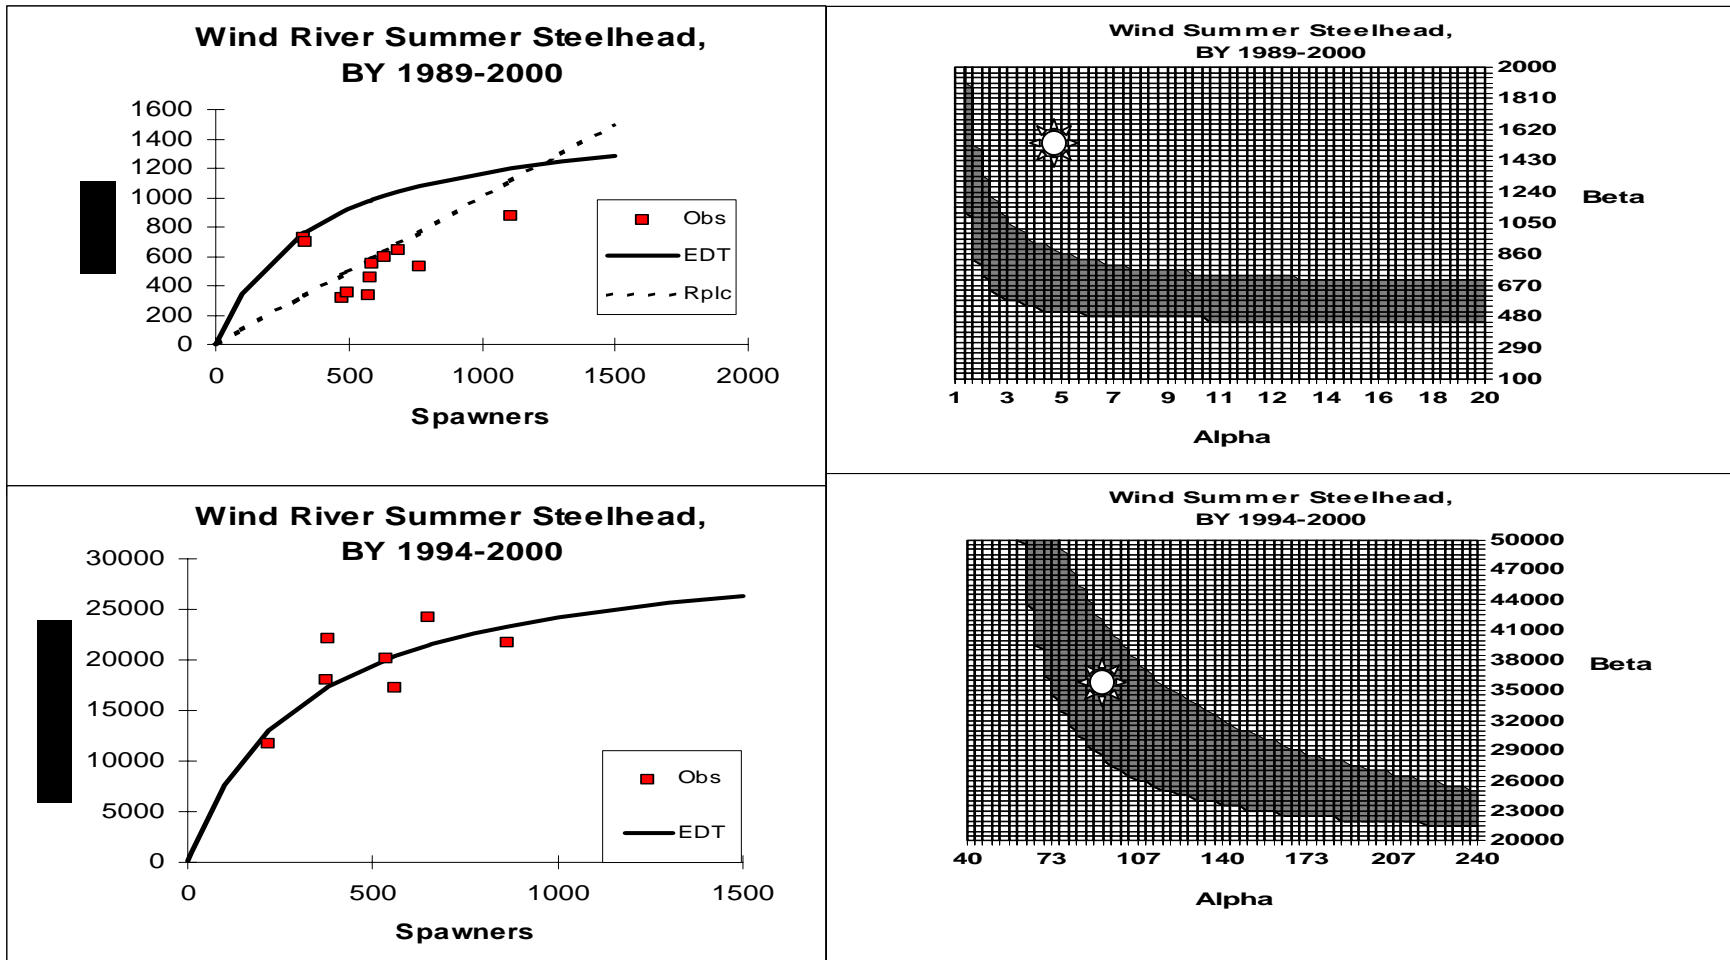 Wind River Summer Steelhead,
BY 1989-2000
1600
1400
1200
1000
800
600
400
200
0
0 500 1000 1500 2000
Spawners
Obs
EDT
Rplc
Wind Summer Steelhead,
BY 1989-2000
2000
1810
1620
1430
1240
1050
860
670
480
290
100
Beta
1 3 5 7 9 11 12 14 16 18 20
Alpha
Wind River Summer Steelhead,
BY 1994-2000
30000
25000
20000
15000
10000
5000
0
0 500 1000 1500
Spawners
Obs
EDT
Wind Summer Steelhead,
BY 1994-2000
50000
47000
44000
41000
38000
35000
32000
29000
26000
23000
20000
Beta
40 73 107 140 173 207 240
Alpha